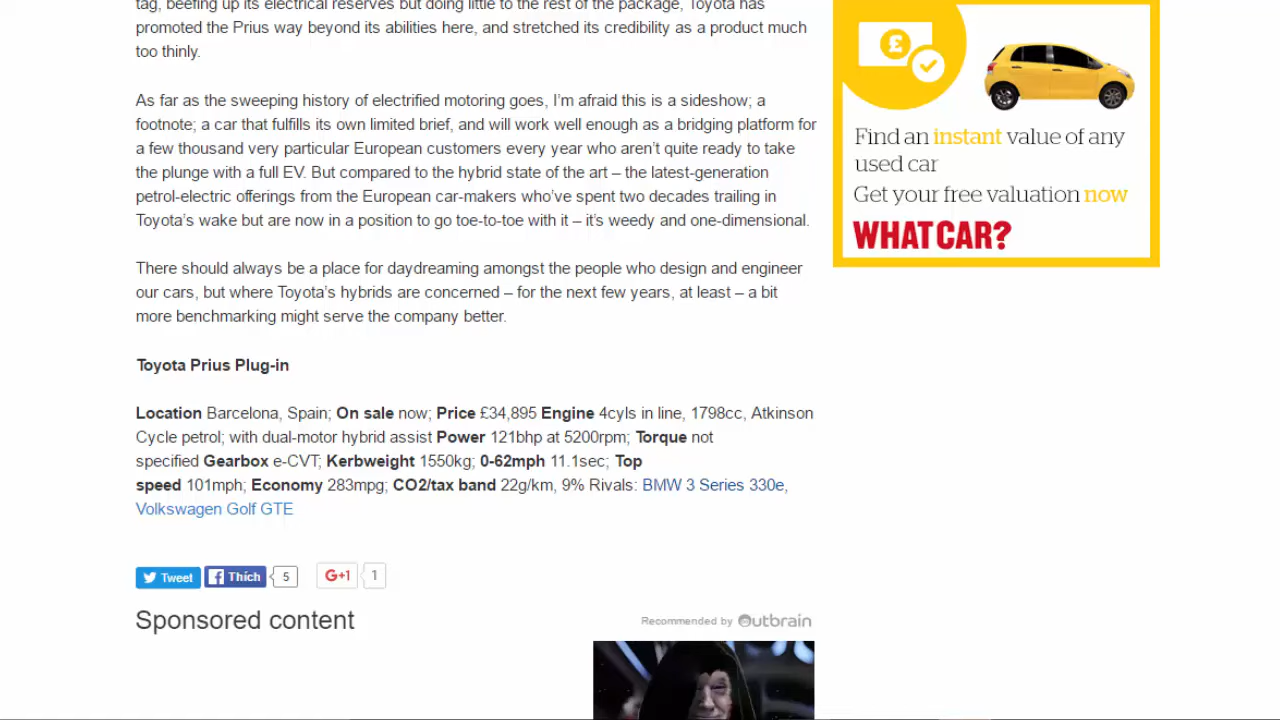 tag, beefing up its electrical reserves but doing little to the rest of the package, Toyota has
promoted the Prius way beyond its abilities here, and stretched its credibility as a product much
too thinly.
As far as the sweeping history of electrified motoring goes, I'm afraid this is a sideshow; a
footnote; a car that fulfills its own limited brief, and will work well enough as a bridging platform for
a few thousand very particular European customers every year who aren't quite ready to take
the plunge with a full EV. But compared to the hybrid state of the art – the latest-generation
petrol-electric offerings from the European car-makers who've spent two decades trailing in
Toyota's wake but are now in a position to go toe-to-toe with it – it's weedy and one-dimensional.
There should always be a place for daydreaming amongst the people who design and engineer
our cars, but where Toyota's hybrids are concerned – for the next few years, at least – a bit
more benchmarking might serve the company better.
Toyota Prius Plug-in
Location Barcelona, Spain; On sale now; Price £34,895 Engine 4cyls in line, 1798cc, Atkinson
Cycle petrol; with dual-motor hybrid assist Power 121bhp at 5200rpm; Torque not
specified Gearbox e-CVT; Kerbweight 1550kg; 0-62mph 11.1sec; Top
speed 101mph; Economy 283mpg; CO2/tax band 22g/km, 9% Rivals: BMW 3 Series 330e,
Volkswagen Golf GTE
Tweet Thích 5 G+1 1
Sponsored content
Recommended by Outbrain
£
Find an instant value of any
used car
Get your free valuation now
WHAT CAR?